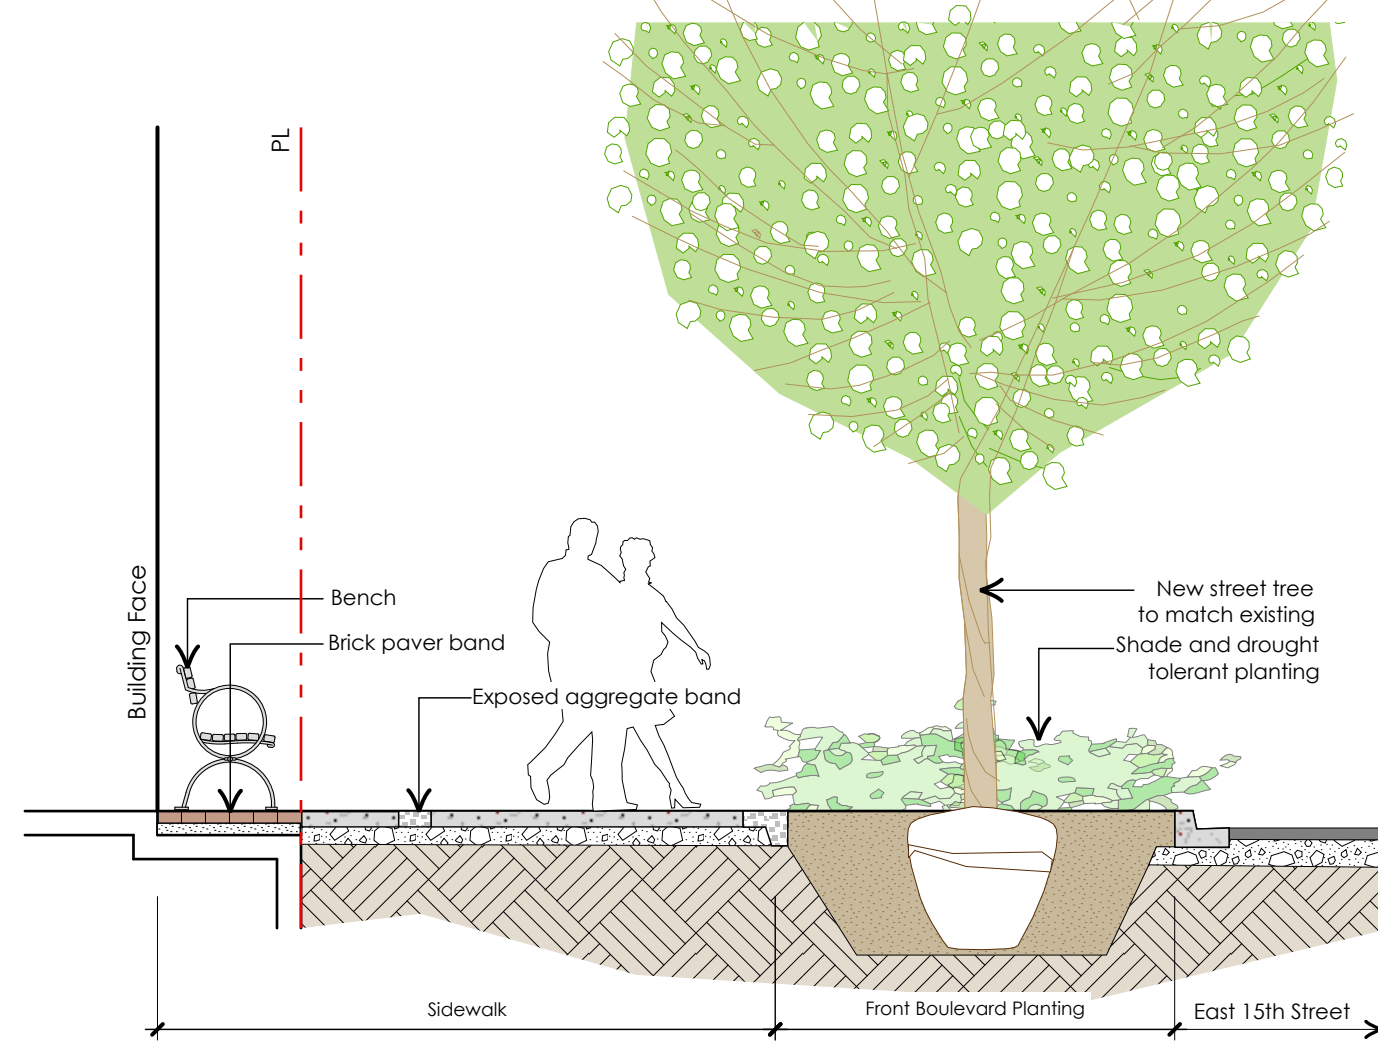 PL
Building Face
Bench
Brick paver band
Exposed aggregate band
New street tree
to match existing
Shade and drought
tolerant planting
Sidewalk
Front Boulevard Planting
East 15th Street